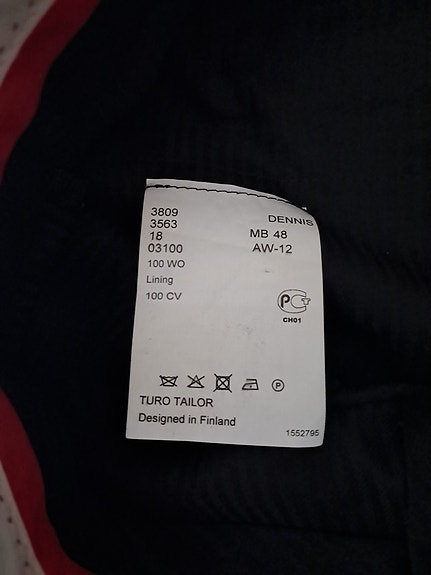 3809
DENNIS
3563
18
MB 48
03100
AW-12
100 WO
Lining
100 CV
РСТ
CH01
P
TURO TAILOR
Designed in Finland
1552795